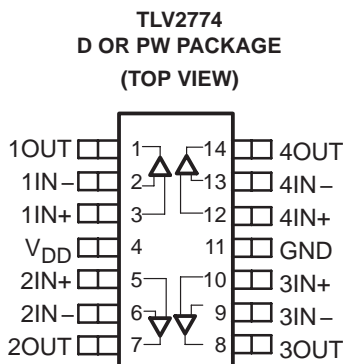 TLV2774
D OR PW PACKAGE
(TOP VIEW)
1OUT 1 14 4OUT
1IN− 2 13 4IN−
1IN+ 3 12 4IN+
VDD 4 11 GND
2IN+ 5 10 3IN+
2IN− 6 9 3IN−
2OUT 7 8 3OUT